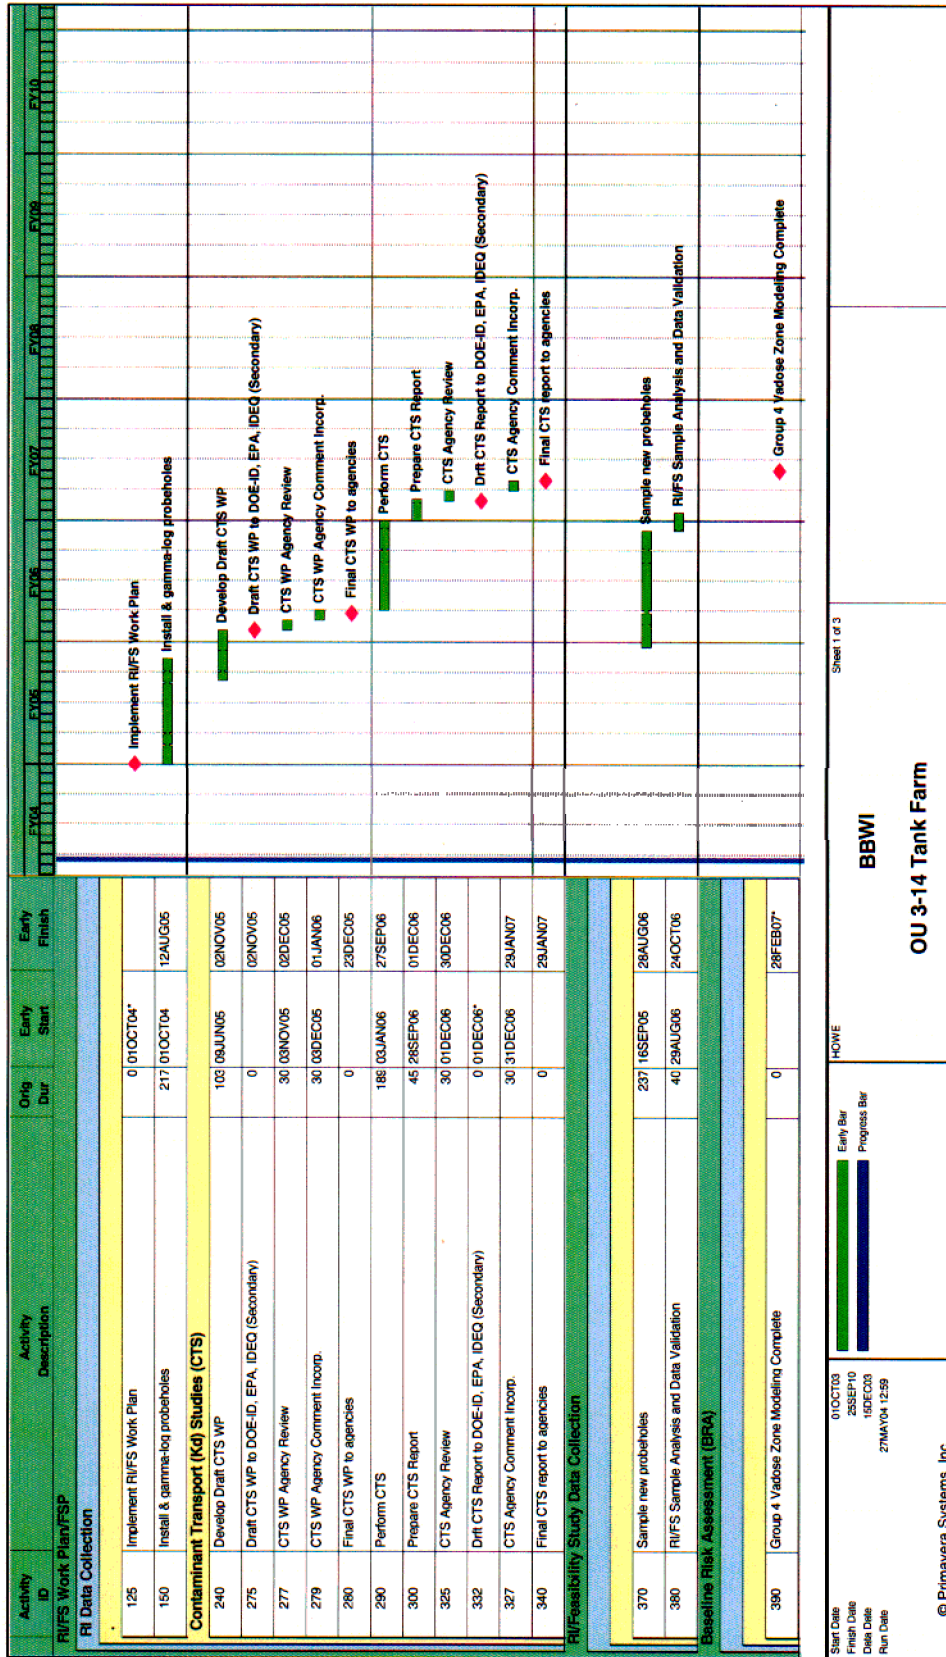 Activity ID Activity Description Orig Dur Early Start Early Finish FY04 FY05 FY06 FY07 FY08 FY09 FY10
RI/FS Work Plan/FSP
RI Data Collection
125 Implement RI/FS Work Plan 0 01OCT04* Implement RI/FS Work Plan
150 Install & gamma-log probeholes 217 01OCT04 12AUG05 Install & gamma-log probeholes
Contaminant Transport (Kd) Studies (CTS)
240 Develop Draft CTS WP 103 09JUN05 02NOV05 Develop Draft CTS WP
275 Draft CTS WP to DOE-ID, EPA, IDEQ (Secondary) 0 02NOV05 Draft CTS WP to DOE-ID, EPA, IDEQ (Secondary)
277 CTS WP Agency Review 30 03NOV05 02DEC05 CTS WP Agency Review
279 CTS WP Agency Comment Incorp. 30 03DEC05 01JAN06 CTS WP Agency Comment Incorp.
280 Final CTS WP to agencies 0 23DEC05 Final CTS WP to agencies
290 Perform CTS 189 03JAN06 27SEP06 Perform CTS
300 Prepare CTS Report 45 28SEP06 01DEC06 Prepare CTS Report
325 CTS Agency Review 30 01DEC06 30DEC06 CTS Agency Review
332 Drft CTS Report to DOE-ID, EPA, IDEQ (Secondary) 0 01DEC06* Drft CTS Report to DOE-ID, EPA, IDEQ (Secondary)
327 CTS Agency Comment Incorp. 30 31DEC06 29JAN07 CTS Agency Comment Incorp.
340 Final CTS report to agencies 0 29JAN07 Final CTS report to agencies
RI/Feasibility Study Data Collection
370 Sample new probeholes 237 16SEP05 28AUG06 Sample new probeholes
380 RI/FS Sample Analysis and Data Validation 40 29AUG06 24OCT06 RI/FS Sample Analysis and Data Validation
Baseline Risk Assessment (BRA)
390 Group 4 Vadose Zone Modeling Complete 0 28FEB07* Group 4 Vadose Zone Modeling Complete
Start Date 01OCT03
Finish Date 25SEP10
Data Date 15DEC03
Run Date 27MAY04 12:59
Early Bar
Progress Bar
HOWE
Sheet 1 of 3
BBWI
OU 3-14 Tank Farm
© Primavera Systems, Inc.